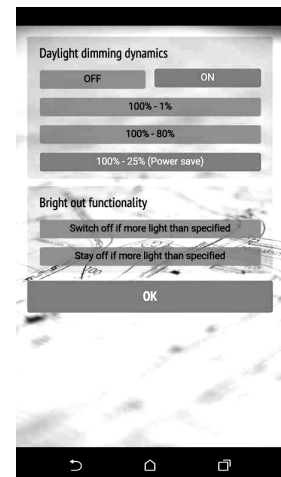 Daylight dimming dynamics
OFF ON
100% - 1%
100% - 80%
100% - 25% (Power save)
Bright out functionality
Switch off if more light than specified
Stay off if more light than specified
OK